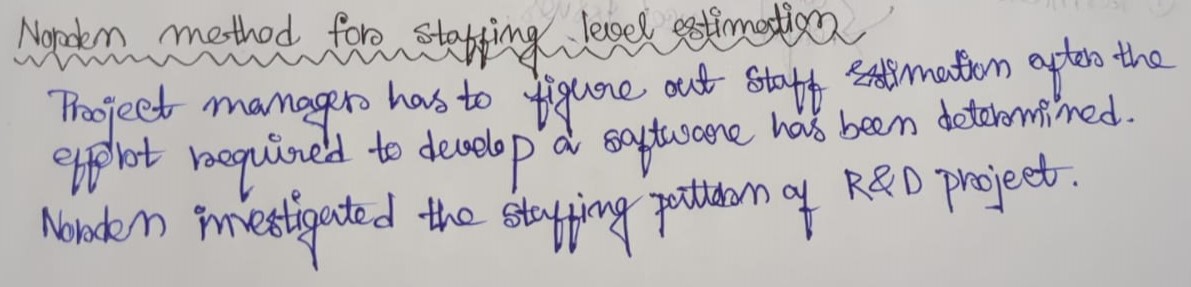 Norden method for staffing level estimation
Project manager has to figure out staff estimation after the
effort required to develop a software has been determined.
Norden investigated the staffing pattern of R&D project.